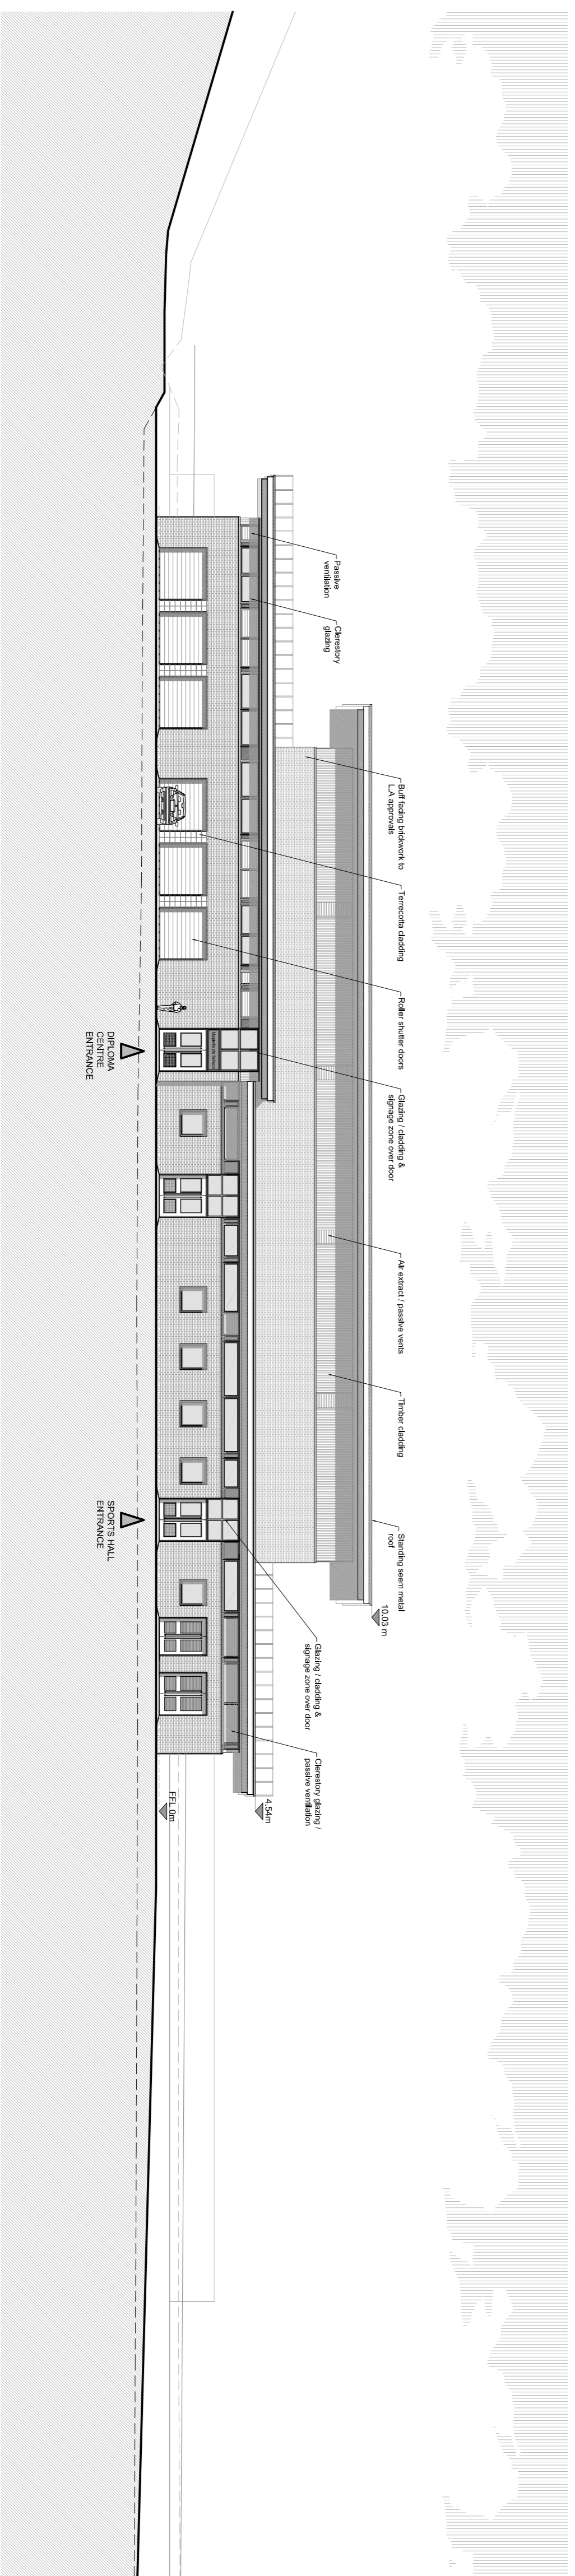 Passive
ventilation
Clerestory
glazing
Buff facing brickwork to
L.A approvals
Terrecotta cladding
Roller shutter doors
Glazing / cladding &
signage zone over door
Air extract / passive vents
Timber cladding
Standing seem metal
roof
10.03 m
Glazing / cladding &
signage zone over door
Clerestory glazing /
passive ventilation
4.54m
FFL 0m
DIPLOMA
CENTRE
ENTRANCE
SPORTS HALL
ENTRANCE